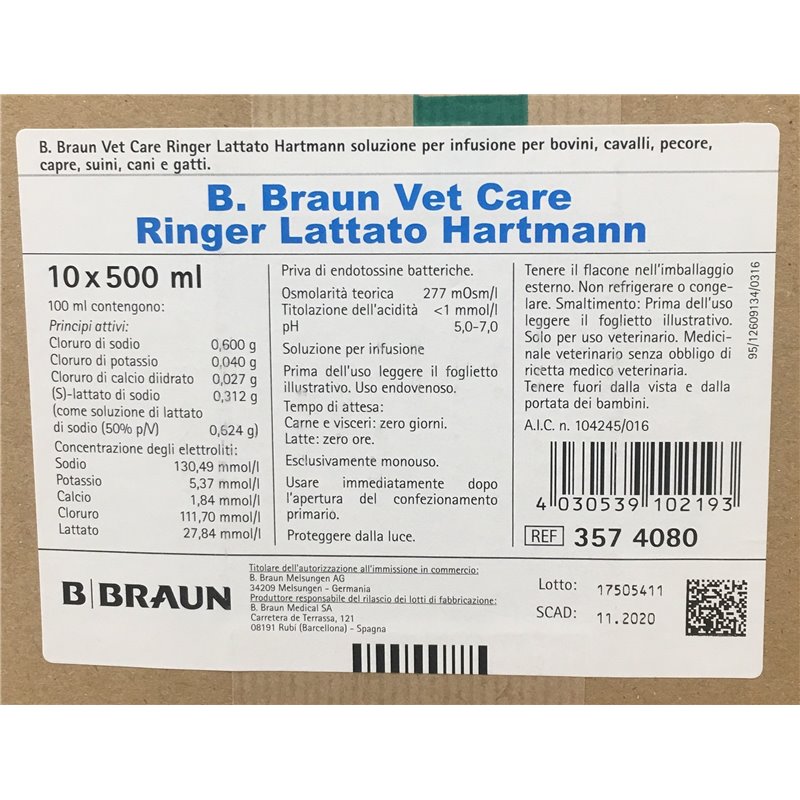 B. Braun Vet Care Ringer Lattato Hartmann soluzione per infusione per bovini, cavalli, pecore,
capre, suini, cani e gatti.
B. Braun Vet Care
Ringer Lattato Hartmann
10 x 500 ml
100 ml contengono:
Principi attivi:
Cloruro di sodio 0,600 g
Cloruro di potassio 0,040 g
Cloruro di calcio diidrato 0,027 g
(S)-lattato di sodio 0,312 g
(come soluzione di lattato
di sodio (50% p/V) 0,624 g)
Concentrazione degli elettroliti:
Sodio 130,49 mmol/l
Potassio 5,37 mmol/l
Calcio 1,84 mmol/l
Cloruro 111,70 mmol/l
Lattato 27,84 mmol/l
Priva di endotossine batteriche.
Osmolarità teorica 277 mOsm/l
Titolazione dell'acidità <1 mmol/l
pH 5,0-7,0
Soluzione per infusione
Prima dell'uso leggere il foglietto
illustrativo. Uso endovenoso.
Tempo di attesa:
Carne e visceri: zero giorni.
Latte: zero ore.
Esclusivamente monouso.
Usare immediatamente dopo
l'apertura del confezionamento
primario.
Proteggere dalla luce.
Tenere il flacone nell'imballaggio
esterno. Non refrigerare o conge-
lare. Smaltimento: Prima dell'uso
leggere il foglietto illustrativo.
Solo per uso veterinario. Medici-
nale veterinario senza obbligo di
ricetta medico veterinaria.
Tenere fuori dalla vista e dalla
portata dei bambini.
A.I.C. n. 104245/016
95/12609134/0316
4 030539 102193
REF 357 4080
B|BRAUN
Titolare dell'autorizzazione all'immissione in commercio:
B. Braun Melsungen AG
34209 Melsungen - Germania
Produttore responsabile del rilascio dei lotti di fabbricazione:
B. Braun Medical SA
Carretera de Terrassa, 121
08191 Rubí (Barcellona) - Spagna
Lotto: 17505411
SCAD: 11.2020